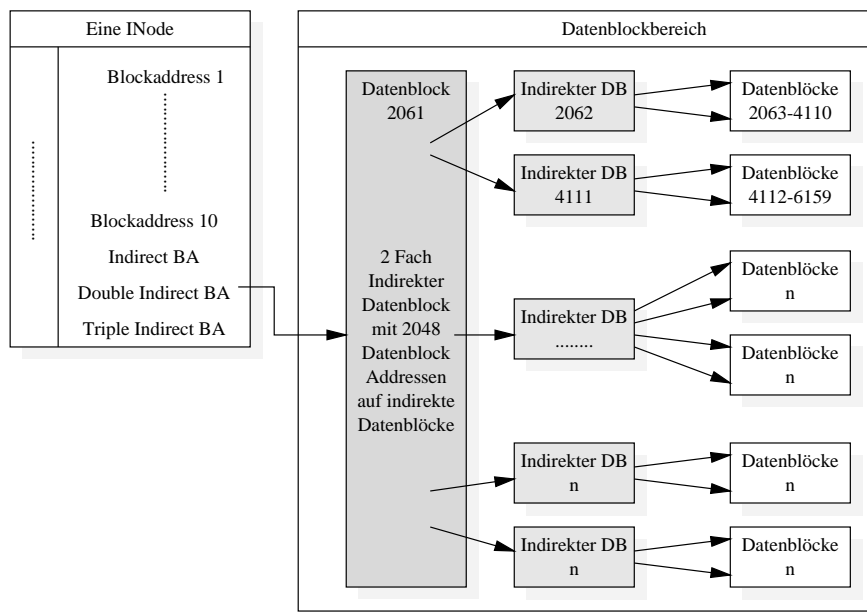 Eine INode
Blockaddress 1
Blockaddress 10
Indirect BA
Double Indirect BA
Triple Indirect BA
Datenblockbereich
Datenblock
2061
2 Fach
Indirekter
Datenblock
mit 2048
Datenblock
Addressen
auf indirekte
Datenblöcke
Indirekter DB
2062
Datenblöcke
2063-4110
Indirekter DB
4111
Datenblöcke
4112-6159
Indirekter DB
........
Datenblöcke
n
Datenblöcke
n
Indirekter DB
n
Datenblöcke
n
Indirekter DB
n
Datenblöcke
n